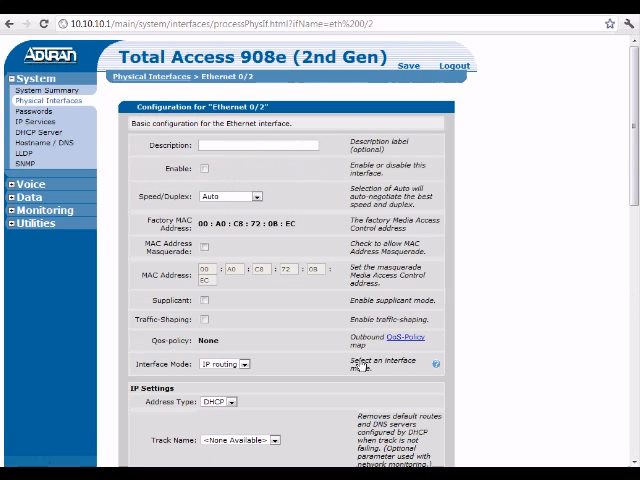 10.10.10.1/main/system/interfaces/processPhysIf.html?ifName=eth%200/2
ADTRAN
Total Access 908e (2nd Gen)
Save
Logout
Physical Interfaces > Ethernet 0/2
System
System Summary
Physical Interfaces
Passwords
IP Services
DHCP Server
Hostname / DNS
LLDP
SNMP
Voice
Data
Monitoring
Utilities
Configuration for "Ethernet 0/2"
Basic configuration for the Ethernet interface.
Description:
Description label
(optional)
Enable:
Enable or disable this
interface.
Speed/Duplex:
Auto
Selection of Auto will
auto-negotiate the best
speed and duplex.
Factory MAC
Address:
00 : A0 : C8 : 72 : 0B : EC
The factory Media Access
Control address
MAC Address
Masquerade:
Check to allow MAC
Address Masquerade.
MAC Address:
00 : A0 : C8 : 72 : 0B :
EC
Set the masquerade
Media Access Control
address.
Supplicant:
Enable supplicant mode.
Traffic-Shaping:
Enable traffic-shaping.
Qos-policy:
None
Outbound QoS-Policy
map
Interface Mode:
IP routing
Select an interface
mode.
?
IP Settings
Address Type:
DHCP
Track Name:
<None Available>
Removes default routes
and DNS servers
configured by DHCP
when track is not
failing. (Optional
parameter used with
network monitoring.)